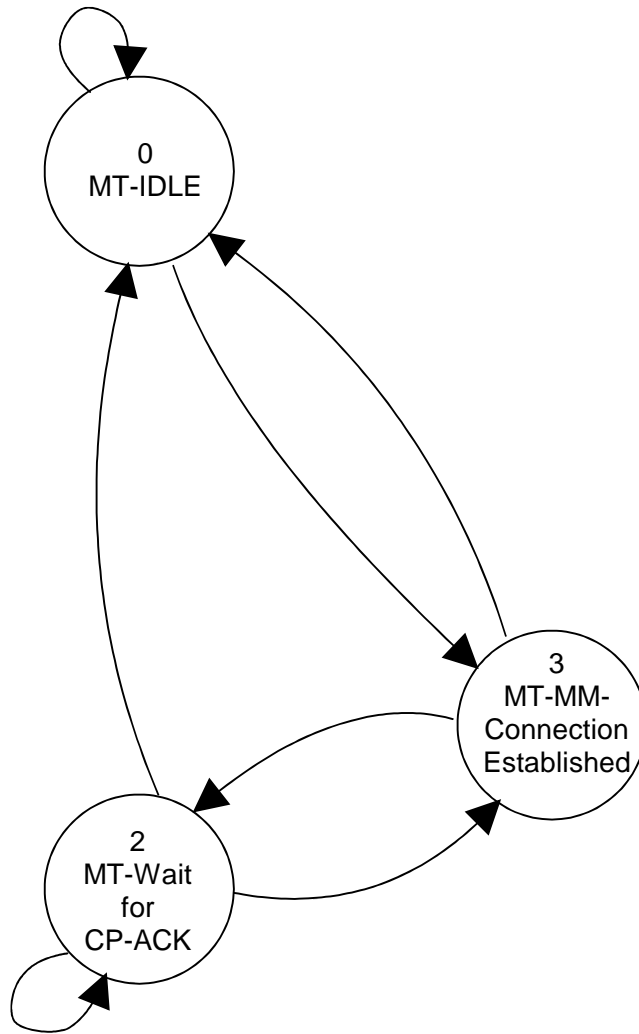 0
MT-IDLE
3
MT-MM-
Connection
Established
2
MT-Wait
for
CP-ACK